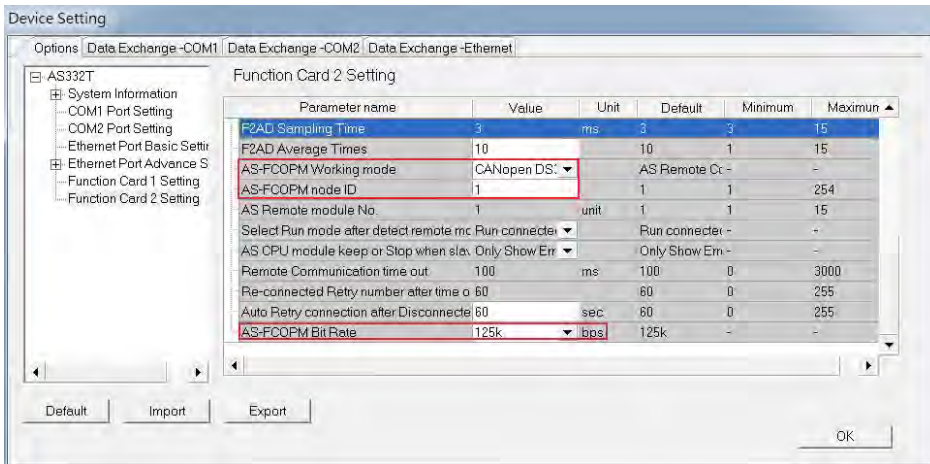 Device Setting
Options Data Exchange -COM1 Data Exchange -COM2 Data Exchange -Ethernet
AS332T
System Information
COM1 Port Setting
COM2 Port Setting
Ethernet Port Basic Settin
Ethernet Port Advance S
Function Card 1 Setting
Function Card 2 Setting
Function Card 2 Setting
Parameter name Value Unit Default Minimum Maximun
F2AD Sampling Time 3 ms 3 3 15
F2AD Average Times 10 10 1 15
AS-FCOPM Working mode CANopen DS: AS Remote Cc - -
AS-FCOPM node ID 1 1 1 254
AS Remote module No. 1 unit 1 1 15
Select Run mode after detect remote mc Run connecte Run connectec - -
AS CPU module keep or Stop when slav Only Show Err Only Show Erri - -
Remote Communication time out 100 ms 100 0 3000
Re-connected Retry number after time o 60 60 0 255
Auto Retry connection after Disconnecte 60 sec 60 0 255
AS-FCOPM Bit Rate 125k bps 125k - -
Default Import Export
OK